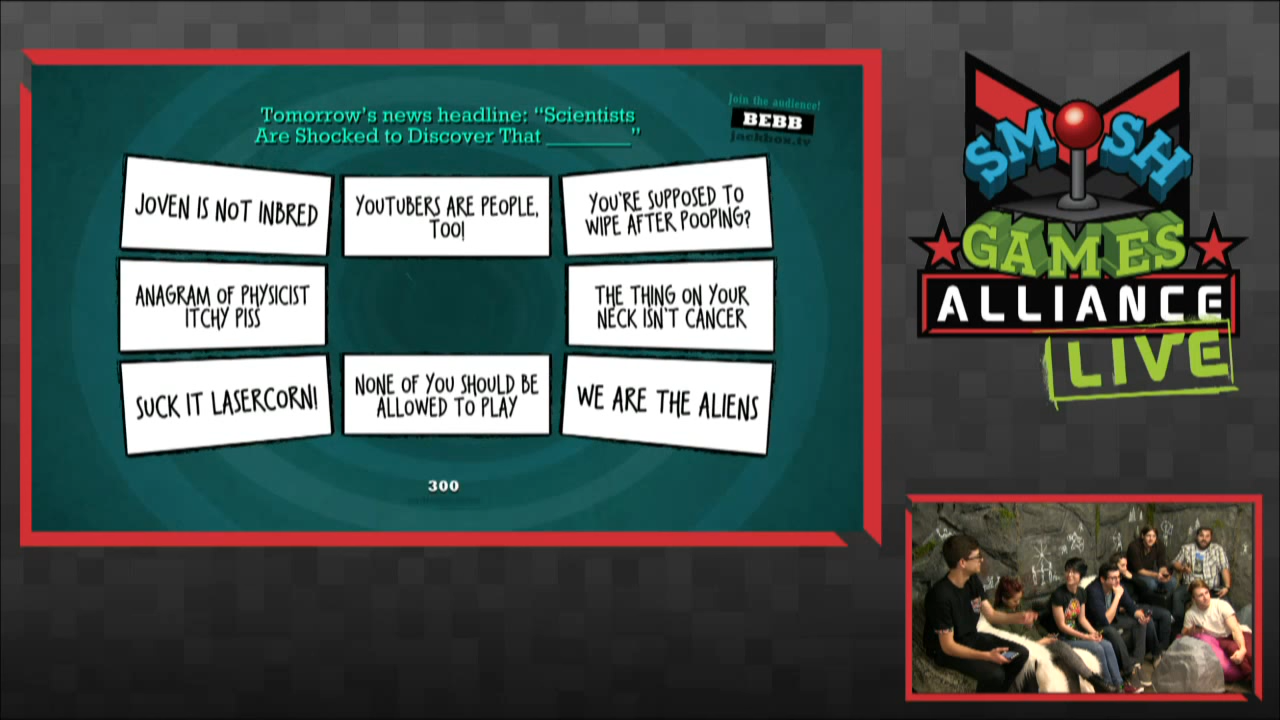 Tomorrow's news headline: "Scientists
Are Shocked to Discover That ________"
Join the audience!
BEBB
jackbox.tv
JOVEN IS NOT INBRED
YOUTUBERS ARE PEOPLE,
TOO!
YOU'RE SUPPOSED TO
WIPE AFTER POOPING?
ANAGRAM OF PHYSICIST
ITCHY PISS
THE THING ON YOUR
NECK ISN'T CANCER
SUCK IT LASERCORN!
NONE OF YOU SHOULD BE
ALLOWED TO PLAY
WE ARE THE ALIENS
300
SMOSH
GAMES
ALLIANCE
LIVE